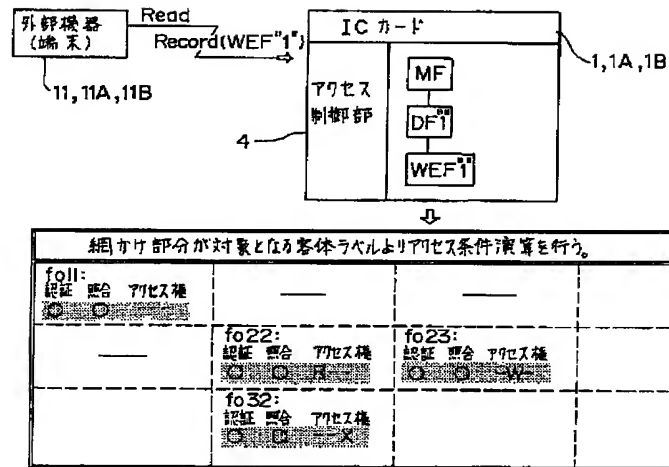 外部機器
(端末)
Read
Record(WEF"1")
11, 11A, 11B
ICカード
アクセス
制御部
4
MF
DF"1"
WEF"1"
1, 1A, 1B
網かけ部分が対象となる客体ラベルよりアクセス条件演算を行う。
fo11:
認証 照合 アクセス権
○ ○ ---
fo22:
認証 照合 アクセス権
○ ○ R--
fo23:
認証 照合 アクセス権
○ ○ -W-
fo32:
認証 照合 アクセス権
○ ○ --X